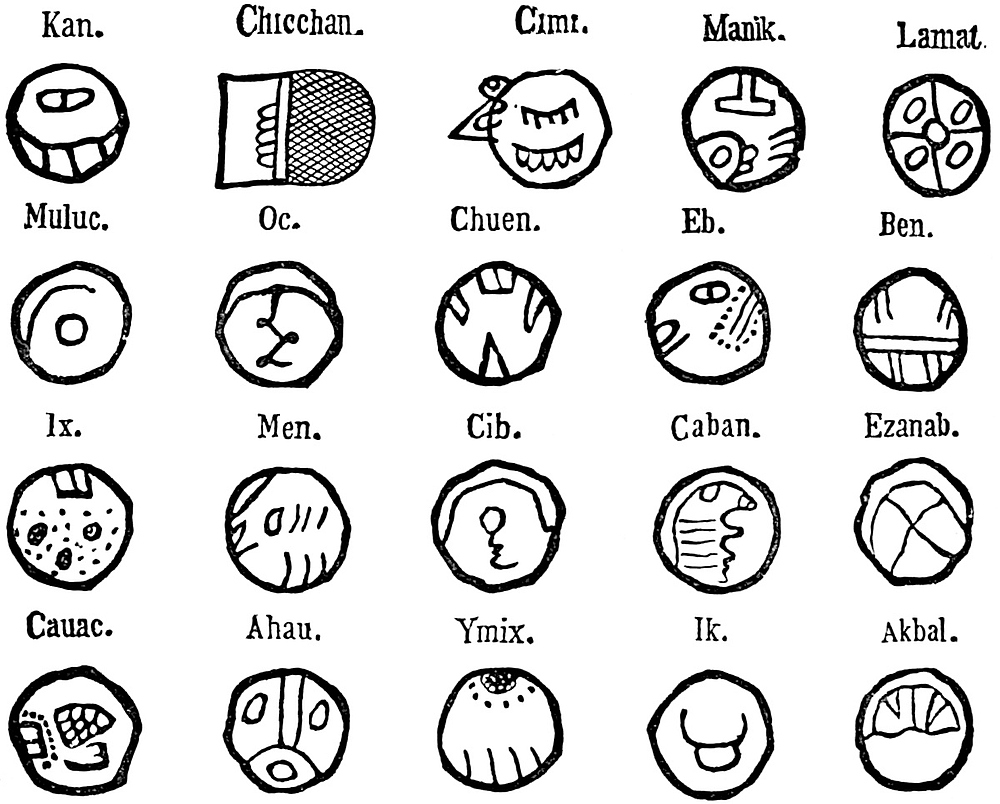 Kan. Chicchan. Cimi. Manik. Lamat.
Muluc. Oc. Chuen. Eb. Ben.
Ix. Men. Cib. Caban. Ezanab.
Cauac. Ahau. Ymix. Ik. Akbal.